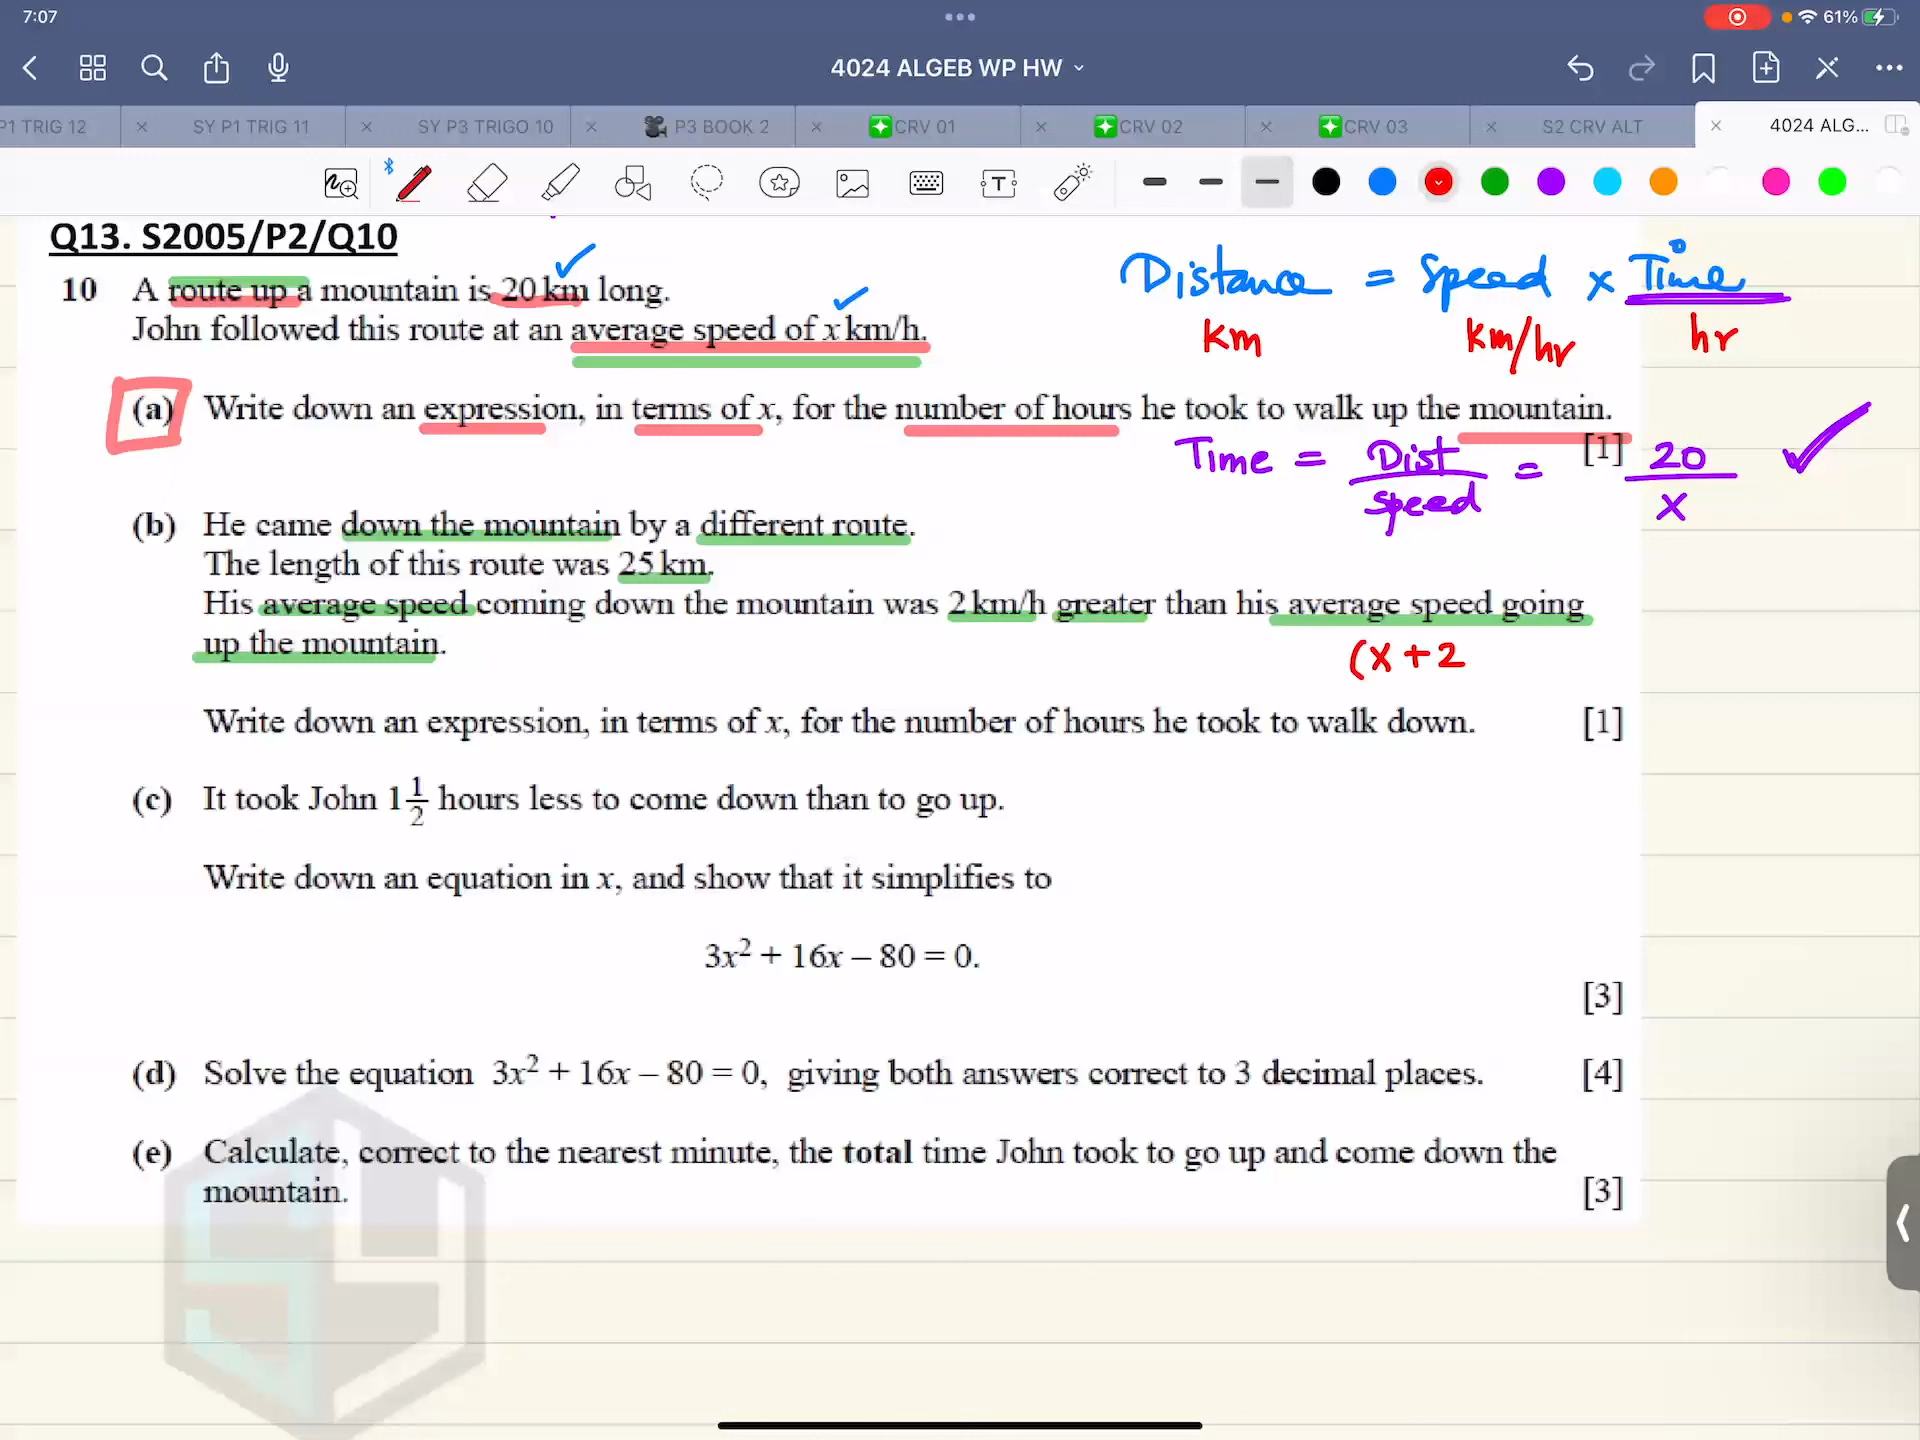 7:07
61%
4024 ALGEB WP HW
P1 TRIG 12
SY P1 TRIG 11
SY P3 TRIGO 10
P3 BOOK 2
CRV 01
CRV 02
CRV 03
S2 CRV ALT
4024 ALG...
Q13. S2005/P2/Q10
10 A route up a mountain is 20 km long.
John followed this route at an average speed of x km/h.
Distance = Speed × Time
km km/hr hr
(a) Write down an expression, in terms of x, for the number of hours he took to walk up the mountain.
[1]
Time = Dist/speed = 20/x
(b) He came down the mountain by a different route.
The length of this route was 25 km.
His average speed coming down the mountain was 2 km/h greater than his average speed going
up the mountain.
(x + 2
Write down an expression, in terms of x, for the number of hours he took to walk down. [1]
(c) It took John 1 1/2 hours less to come down than to go up.
Write down an equation in x, and show that it simplifies to
3x² + 16x – 80 = 0.
[3]
(d) Solve the equation 3x² + 16x – 80 = 0, giving both answers correct to 3 decimal places. [4]
(e) Calculate, correct to the nearest minute, the total time John took to go up and come down the
mountain. [3]